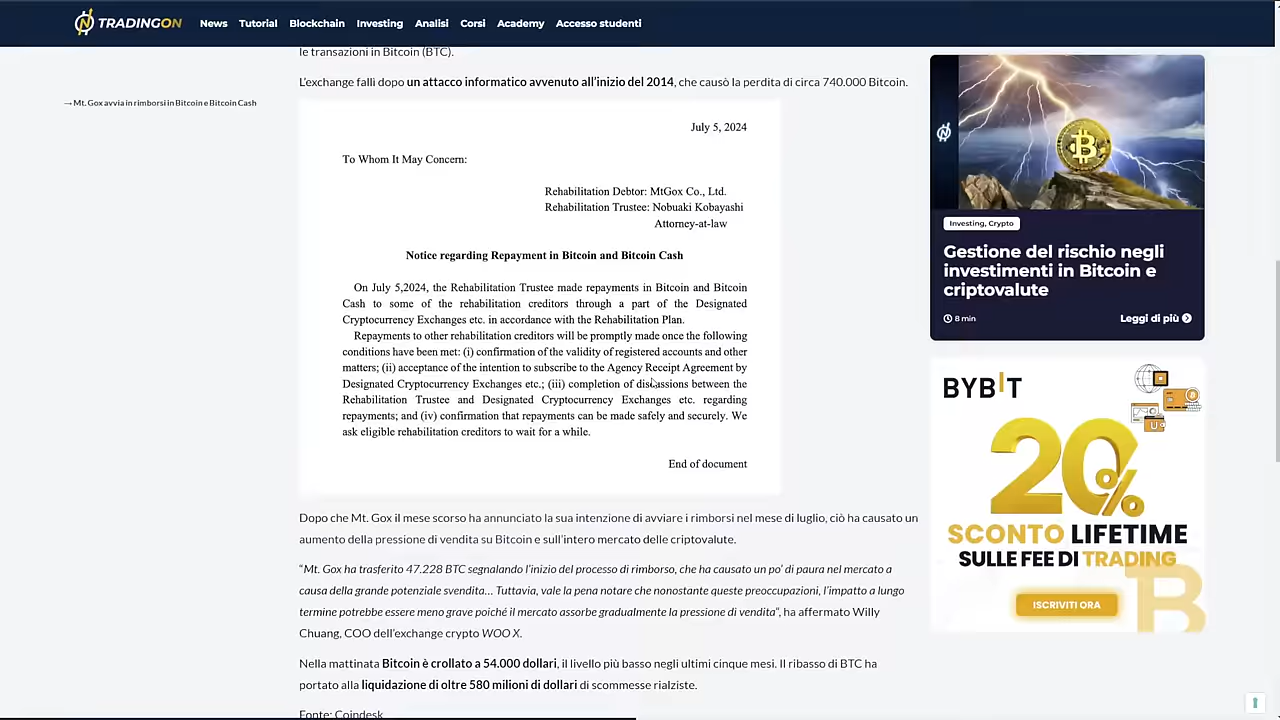 TRADINGON
News Tutorial Blockchain Investing Analisi Corsi Academy Accesso studenti
le transazioni in Bitcoin (BTC).
L'exchange fallì dopo un attacco informatico avvenuto all'inizio del 2014, che causò la perdita di circa 740.000 Bitcoin.
→ Mt. Gox avvia in rimborsi in Bitcoin e Bitcoin Cash
July 5, 2024
To Whom It May Concern:
Rehabilitation Debtor: MtGox Co., Ltd.
Rehabilitation Trustee: Nobuaki Kobayashi
Attorney-at-law
Notice regarding Repayment in Bitcoin and Bitcoin Cash
On July 5,2024, the Rehabilitation Trustee made repayments in Bitcoin and Bitcoin
Cash to some of the rehabilitation creditors through a part of the Designated
Cryptocurrency Exchanges etc. in accordance with the Rehabilitation Plan.
Repayments to other rehabilitation creditors will be promptly made once the following
conditions have been met: (i) confirmation of the validity of registered accounts and other
matters; (ii) acceptance of the intention to subscribe to the Agency Receipt Agreement by
Designated Cryptocurrency Exchanges etc.; (iii) completion of discussions between the
Rehabilitation Trustee and Designated Cryptocurrency Exchanges etc. regarding
repayments; and (iv) confirmation that repayments can be made safely and securely. We
ask eligible rehabilitation creditors to wait for a while.
End of document
Dopo che Mt. Gox il mese scorso ha annunciato la sua intenzione di avviare i rimborsi nel mese di luglio, ciò ha causato un
aumento della pressione di vendita su Bitcoin e sull'intero mercato delle criptovalute.
"Mt. Gox ha trasferito 47.228 BTC segnalando l'inizio del processo di rimborso, che ha causato un po' di paura nel mercato a
causa della grande potenziale svendita... Tuttavia, vale la pena notare che nonostante queste preoccupazioni, l'impatto a lungo
termine potrebbe essere meno grave poiché il mercato assorbe gradualmente la pressione di vendita", ha affermato Willy
Chuang, COO dell'exchange crypto WOO X.
Nella mattinata Bitcoin è crollato a 54.000 dollari, il livello più basso negli ultimi cinque mesi. Il ribasso di BTC ha
portato alla liquidazione di oltre 580 milioni di dollari di scommesse rialziste.
Fonte: Coindesk
Investing, Crypto
Gestione del rischio negli
investimenti in Bitcoin e
criptovalute
8 min
Leggi di più
BYBIT
20%
SCONTO LIFETIME
SULLE FEE DI TRADING
ISCRIVITI ORA